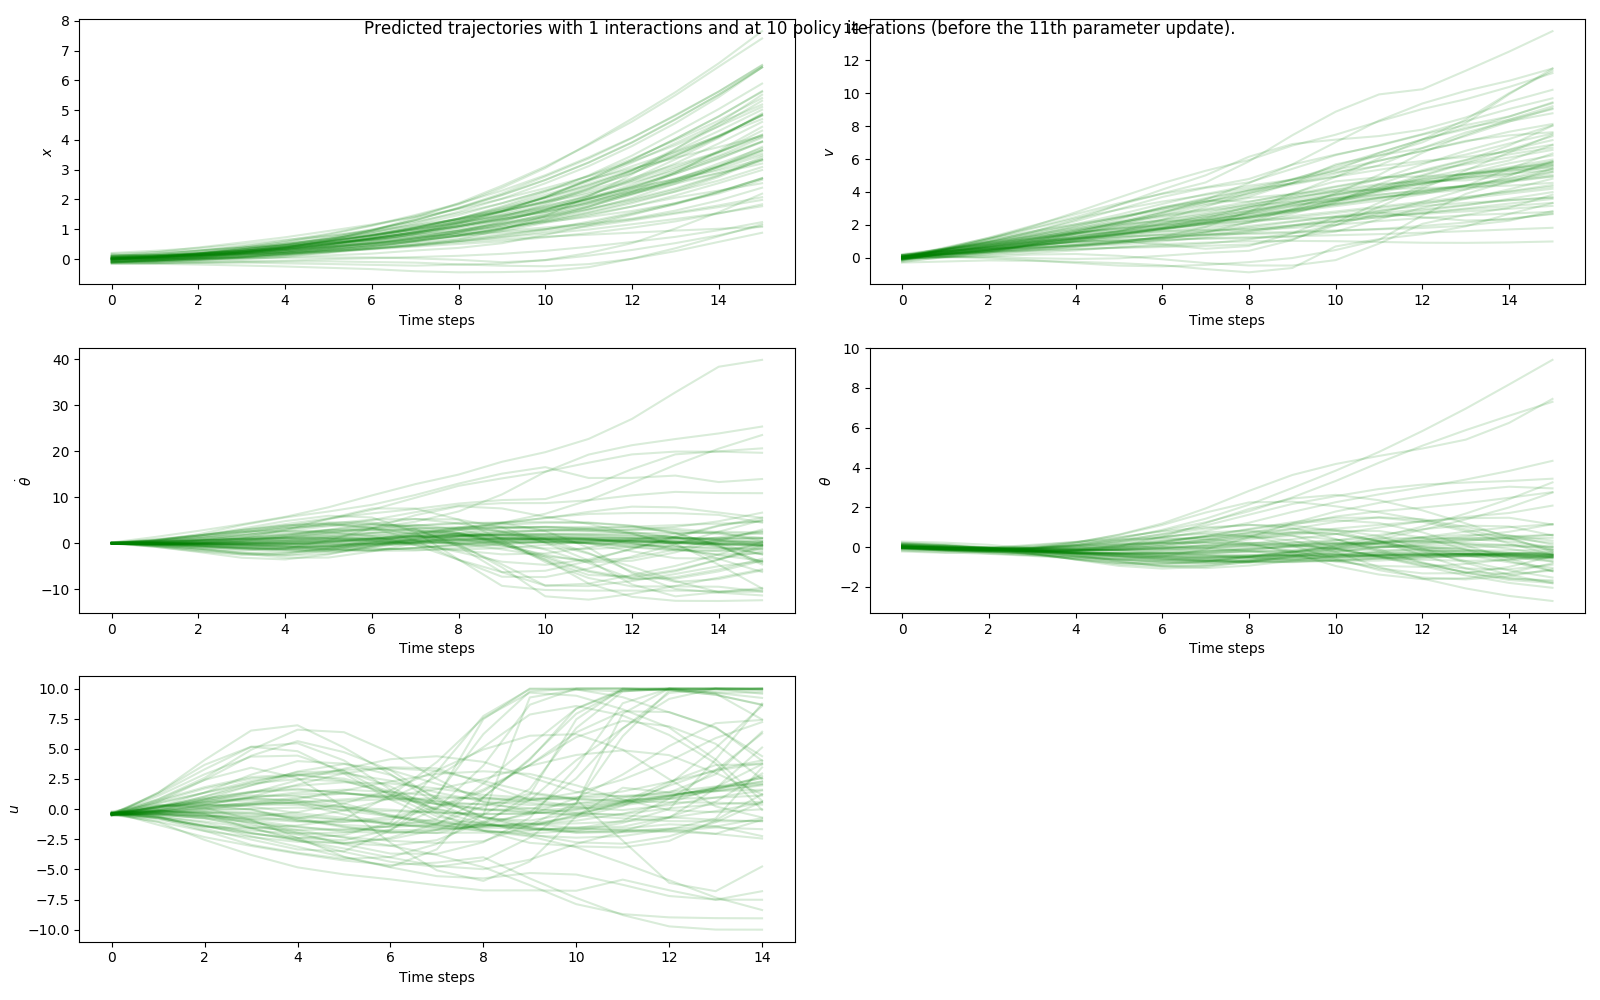 Predicted trajectories with 1 interactions and at 10 policy iterations (before the 11th parameter update).
7
6
5
4
3
2
1
0
8
x
0 2 4 6 8 10 12 14
Time steps
14
12
10
8
6
4
2
0
v
0 2 4 6 8 10 12 14
Time steps
40
30
20
10
0
−10
θ̇
0 2 4 6 8 10 12 14
Time steps
10
8
6
4
2
0
−2
θ
0 2 4 6 8 10 12 14
Time steps
10.0
7.5
5.0
2.5
0.0
−2.5
−5.0
−7.5
−10.0
u
0 2 4 6 8 10 12 14
Time steps